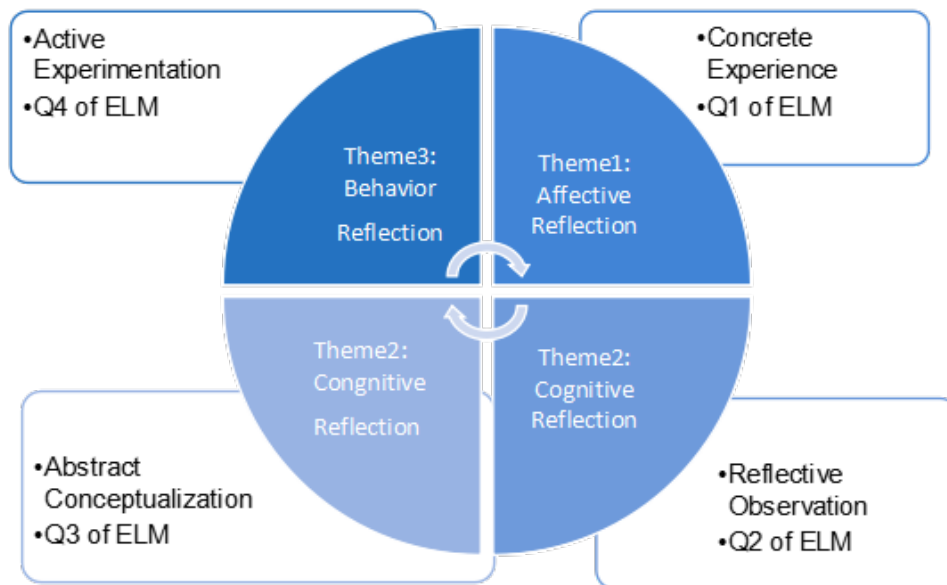 •Active
Experimentation
•Q4 of ELM
•Concrete
Experience
•Q1 of ELM
Theme3:
Behavior
Reflection
Theme1:
Affective
Reflection
Theme2:
Congnitive
Reflection
Theme2:
Cognitive
Reflection
•Abstract
Conceptualization
•Q3 of ELM
•Reflective
Observation
•Q2 of ELM